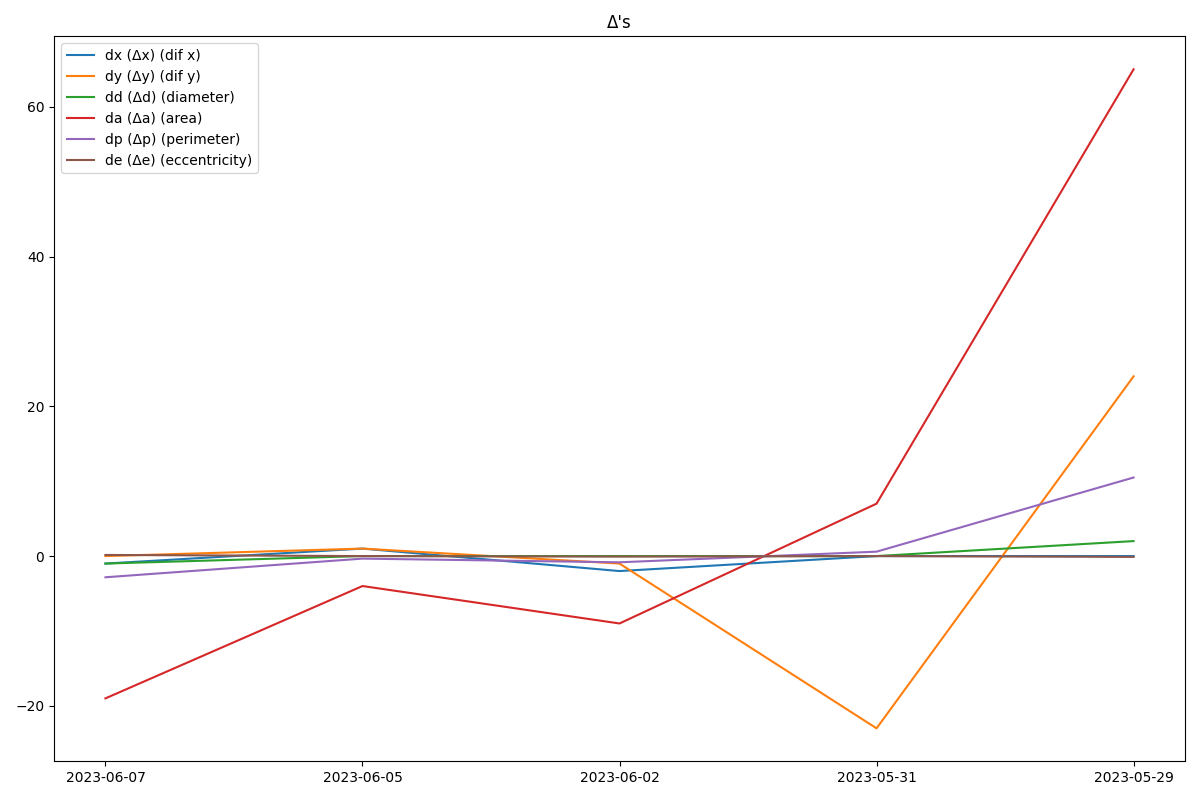 Δ's
dx (Δx) (dif x)
dy (Δy) (dif y)
dd (Δd) (diameter)
da (Δa) (area)
dp (Δp) (perimeter)
de (Δe) (eccentricity)
60
40
20
0
−20
2023-06-07 2023-06-05 2023-06-02 2023-05-31 2023-05-29